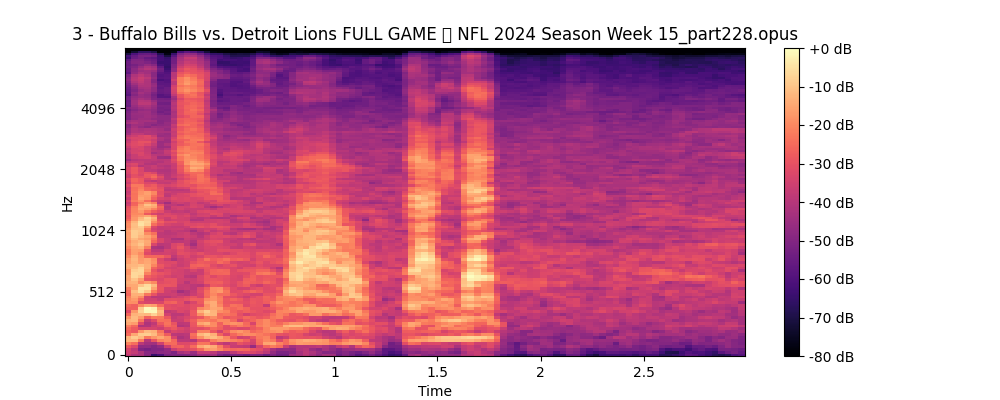 3 - Buffalo Bills vs. Detroit Lions FULL GAME ▯ NFL 2024 Season Week 15_part228.opus
+0 dB
4096
-10 dB
-20 dB
2048
-30 dB
Hz
1024
-40 dB
-50 dB
512
-60 dB
-70 dB
0
-80 dB
0
0.5
1
1.5
2
2.5
Time